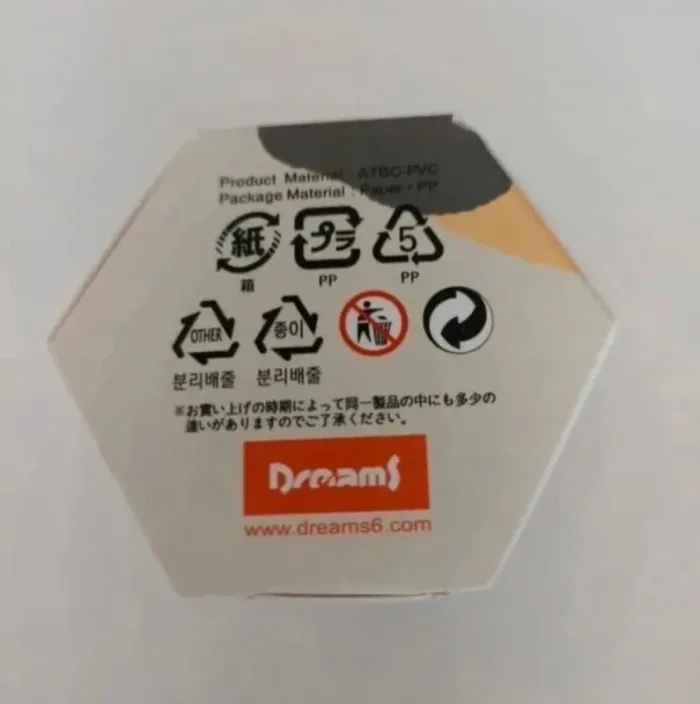 Product Material : ATBC-PVC
Package Material : Paper・PP
紙 プラ 5
箱 PP PP
OTHER 종이
분리배출 분리배출
※お買い上げの時期によって同一製品の中にも多少の
違いがありますのでご了承ください。
Dreams
www.dreams6.com